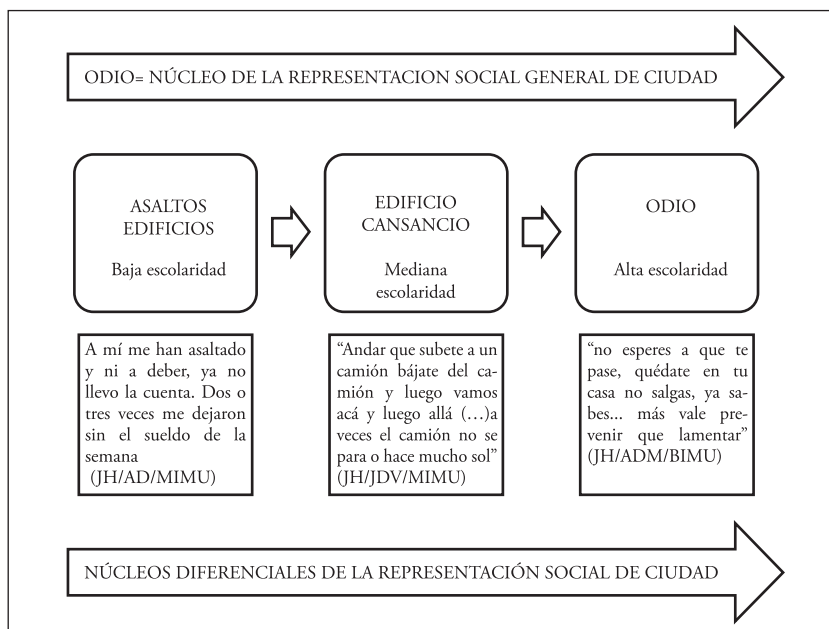 ODIO= NÚCLEO DE LA REPRESENTACION SOCIAL GENERAL DE CIUDAD
ASALTOS
EDIFICIOS
Baja escolaridad
EDIFICIO
CANSANCIO
Mediana
escolaridad
ODIO
Alta escolaridad
A mí me han asaltado
y ni a deber, ya no
llevo la cuenta. Dos o
tres veces me dejaron
sin el sueldo de la
semana
(JH/AD/MIMU)
“Andar que subete a un
camión bájate del ca-
mión y luego vamos
acá y luego allá (…)a
veces el camión no se
para o hace mucho sol”
(JH/JDV/MIMU)
“no esperes a que te
pase, quédate en tu
casa no salgas, ya sa-
bes... más vale pre-
venir que lamentar”
(JH/ADM/BIMU)
NÚCLEOS DIFERENCIALES DE LA REPRESENTACIÓN SOCIAL DE CIUDAD